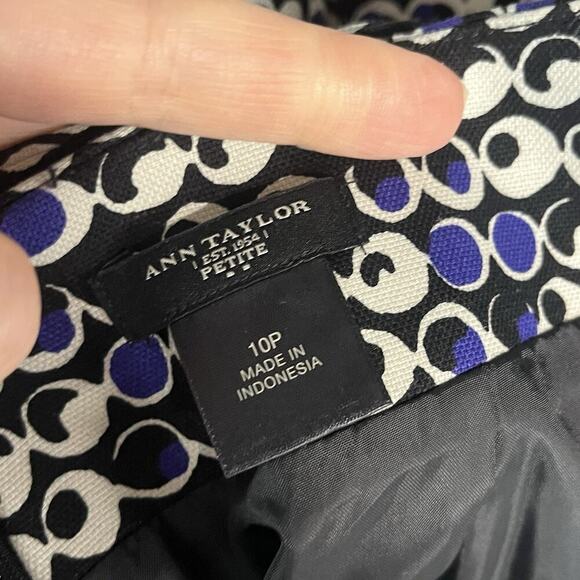 ANN TAYLOR
EST. 1954
PETITE
10P
MADE IN
INDONESIA